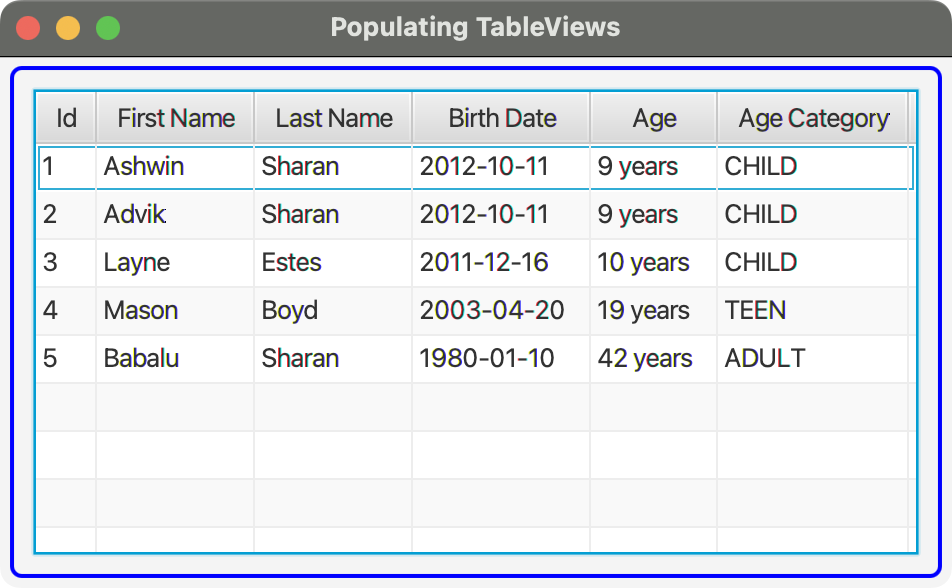 Populating TableViews
Id First Name Last Name Birth Date Age Age Category
1 Ashwin Sharan 2012-10-11 9 years CHILD
2 Advik Sharan 2012-10-11 9 years CHILD
3 Layne Estes 2011-12-16 10 years CHILD
4 Mason Boyd 2003-04-20 19 years TEEN
5 Babalu Sharan 1980-01-10 42 years ADULT